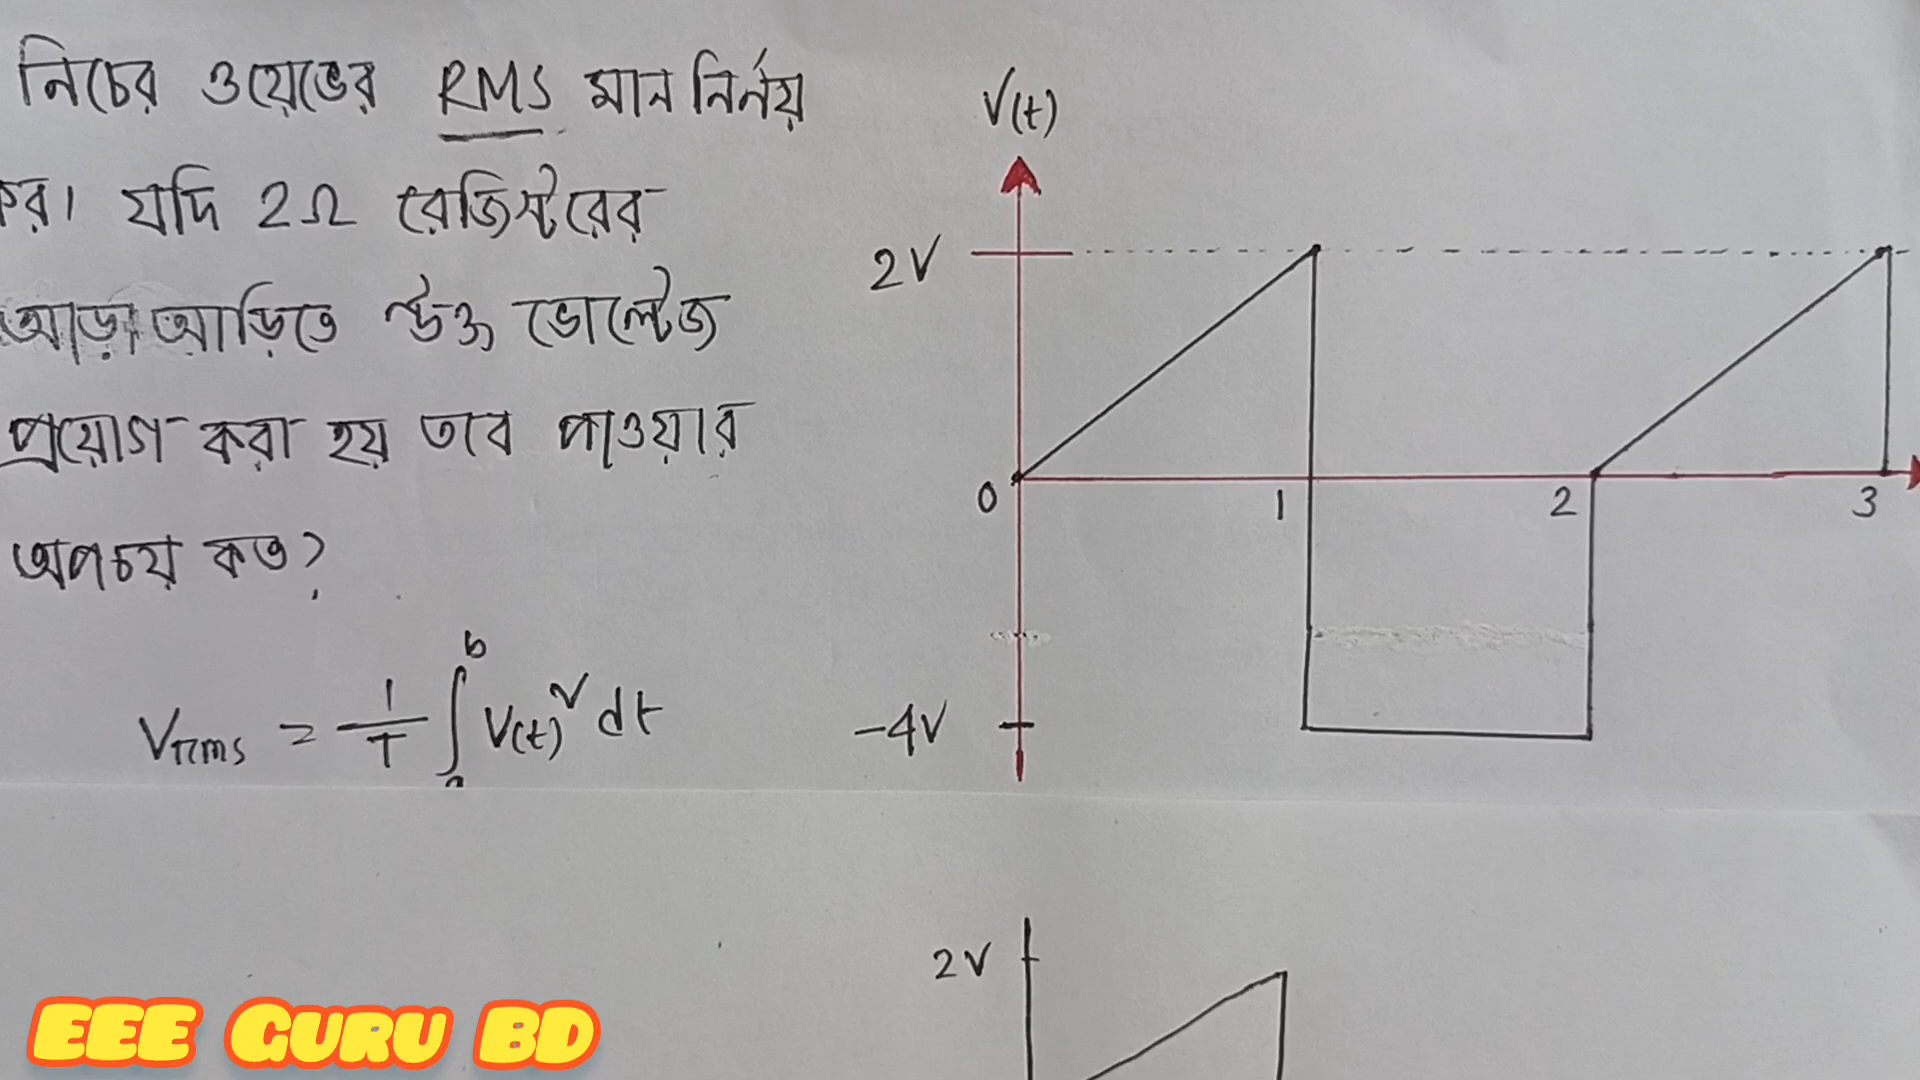 নিচের ওয়েভের RMS মান নির্নয়
কর। যদি 2Ω রেজিস্টরের
আড়াআড়িতে উক্ত ভোল্টেজ
প্রয়োগ করা হয় তবে পাওয়ার
অপচয় কত?
Vrms = 1/T ∫ b V(t)² dt
V(t)
2V
0
1
2
3
-4V
2V
EEE GURU BD